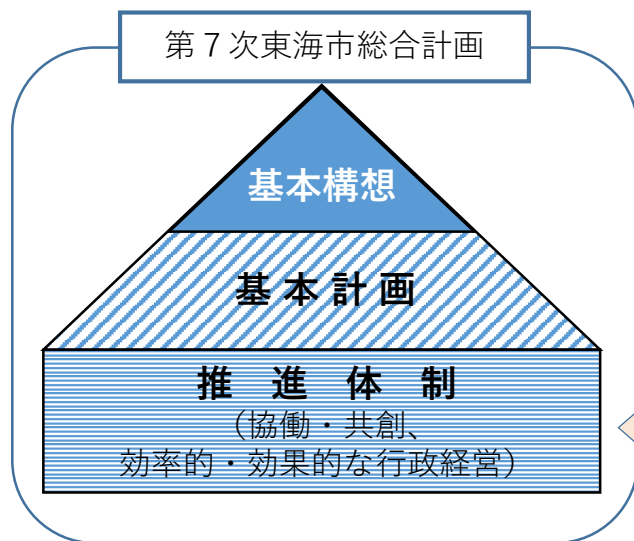 第7次東海市総合計画
基本構想
基本計画
推進体制
（協働・共創、
効率的・効果的な行政経営）